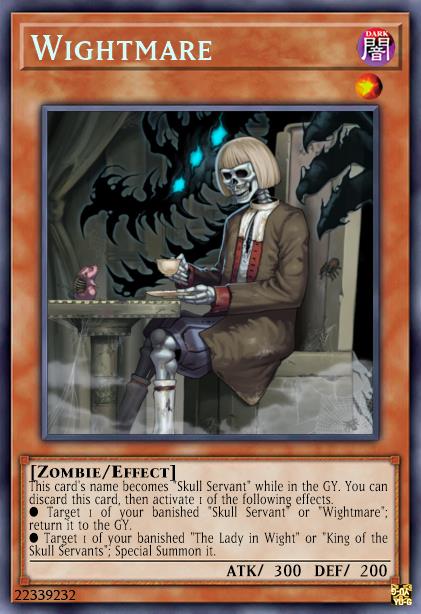 WIGHTMARE
DARK
闇
[ZOMBIE/EFFECT]
This card's name becomes "Skull Servant" while in the GY. You can
discard this card, then activate 1 of the following effects.
● Target 1 of your banished "Skull Servant" or "Wightmare";
return it to the GY.
● Target 1 of your banished "The Lady in Wight" or "King of the
Skull Servants"; Special Summon it.
ATK/ 300 DEF/ 200
22339232